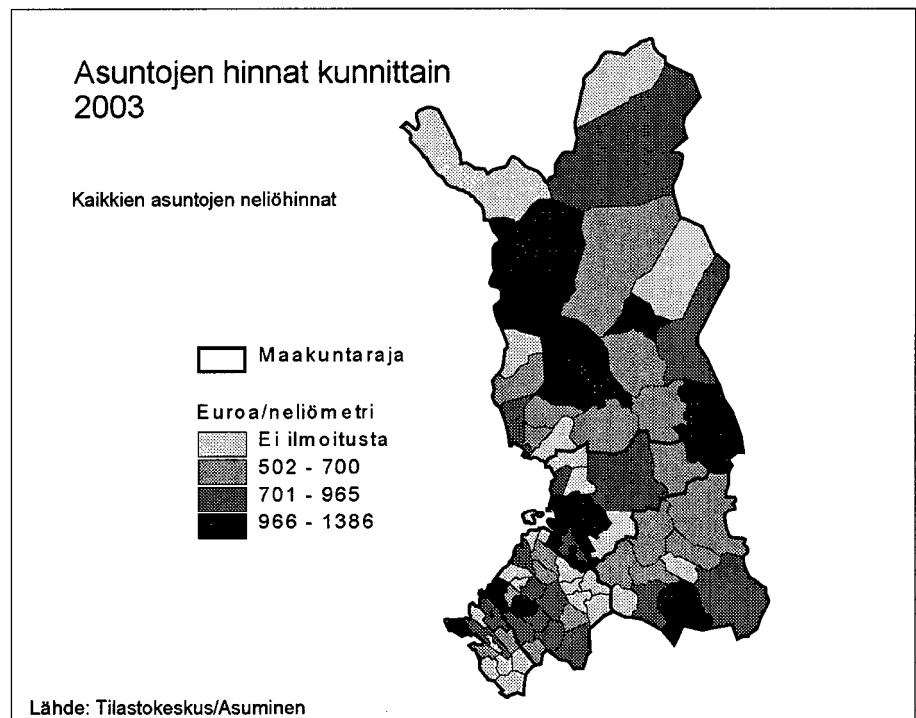 Asuntojen hinnat kunnittain
2003
Kaikkien asuntojen neliöhinnat
Maakuntaraja
Euroa/neliömetri
Ei ilmoitusta
502 - 700
701 - 965
966 - 1386
Lähde: Tilastokeskus/Asuminen